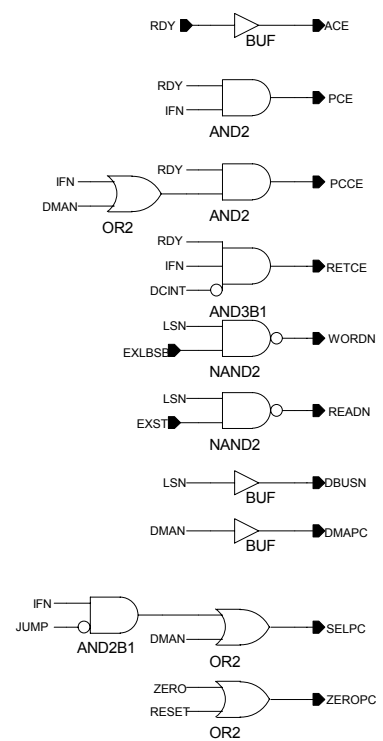 RDY BUF ACE
RDY
IFN PCE
AND2
IFN RDY
DMAN PCCE
OR2 AND2
RDY
IFN RETCE
DCINT
AND3B1
LSN
EXLBSB WORDN
NAND2
LSN
EXST READN
NAND2
LSN DBUSN
BUF
DMAN DMAPC
BUF
IFN
JUMP SELPC
AND2B1 DMAN
OR2
ZERO
RESET ZEROPC
OR2